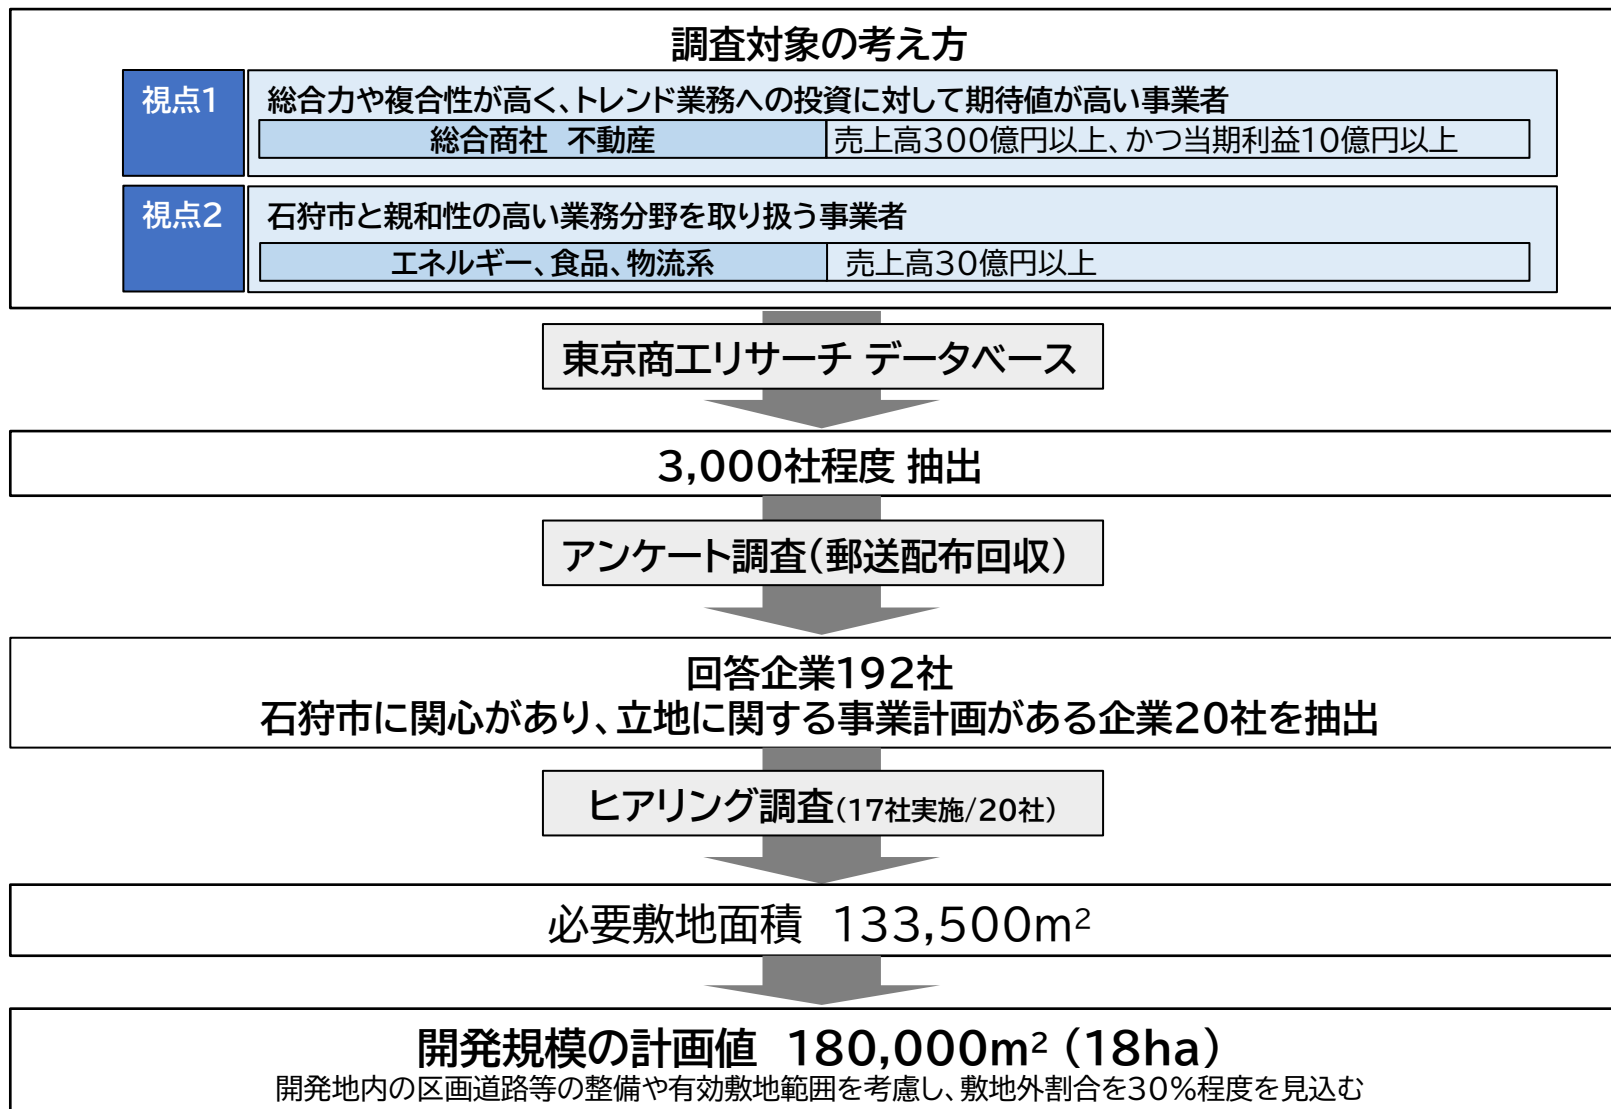 調査対象の考え方
視点1
総合力や複合性が高く、トレンド業務への投資に対して期待値が高い事業者
総合商社　不動産
売上高300億円以上、かつ当期利益10億円以上
視点2
石狩市と親和性の高い業務分野を取り扱う事業者
エネルギー、食品、物流系
売上高30億円以上
東京商工リサーチ データベース
3,000社程度 抽出
アンケート調査（郵送配布回収）
回答企業192社
石狩市に関心があり、立地に関する事業計画がある企業20社を抽出
ヒアリング調査（17社実施/20社）
必要敷地面積　133,500m²
開発規模の計画値　180,000m²（18ha）
開発地内の区画道路等の整備や有効敷地範囲を考慮し、敷地外割合を30%程度を見込む